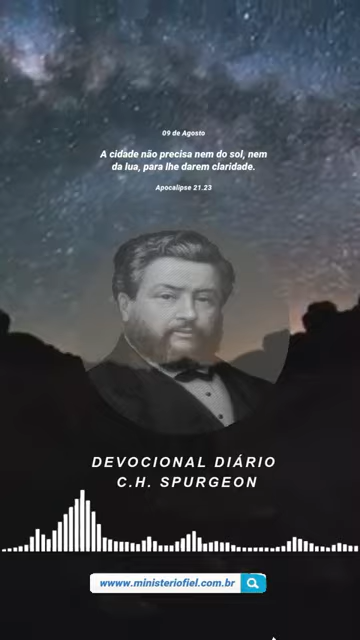 09 de Agosto
A cidade não precisa nem do sol, nem
da lua, para lhe darem claridade.
Apocalipse 21.23
DEVOCIONAL DIÁRIO
C.H. SPURGEON
wwww.ministeriofiel.com.br